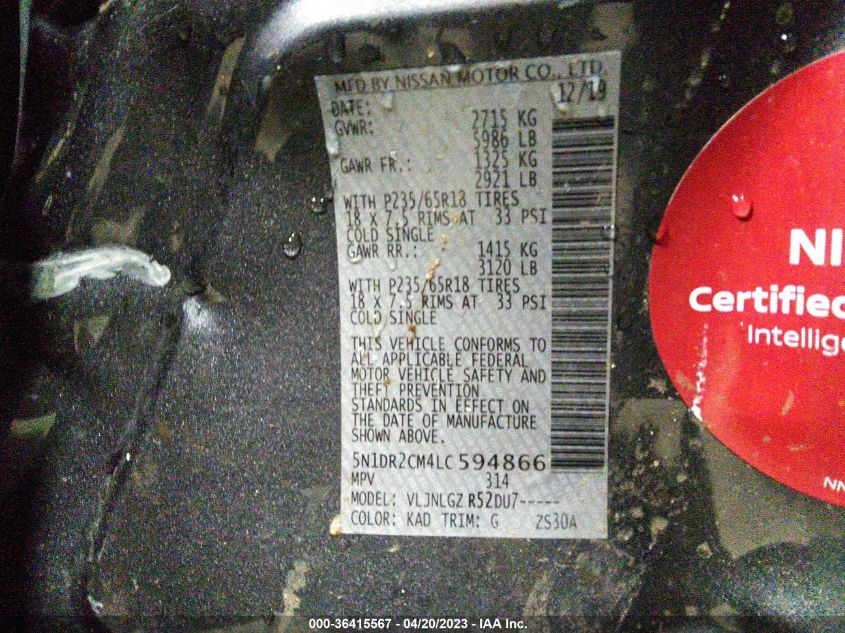 MFD BY NISSAN MOTOR CO., LTD.
DATE: 12/19
GVWR: 2715 KG
5986 LB
GAWR FR.: 1325 KG
2921 LB
WITH P235/65R18 TIRES
18 X 7.5 RIMS AT 33 PSI
COLD SINGLE
GAWR RR.: 1415 KG
3120 LB
WITH P235/65R18 TIRES
18 X 7.5 RIMS AT 33 PSI
COLD SINGLE
THIS VEHICLE CONFORMS TO
ALL APPLICABLE FEDERAL
MOTOR VEHICLE SAFETY AND
THEFT PREVENTION
STANDARDS IN EFFECT ON
THE DATE OF MANUFACTURE
SHOWN ABOVE.
5N1DR2CM4LC594866
MPV 314
MODEL: VLJNLGZ R52DU7-----
COLOR: KAD TRIM: G ZS30A
NI
Certified
Intellige
NN
000-36415567 - 04/20/2023 - IAA Inc.